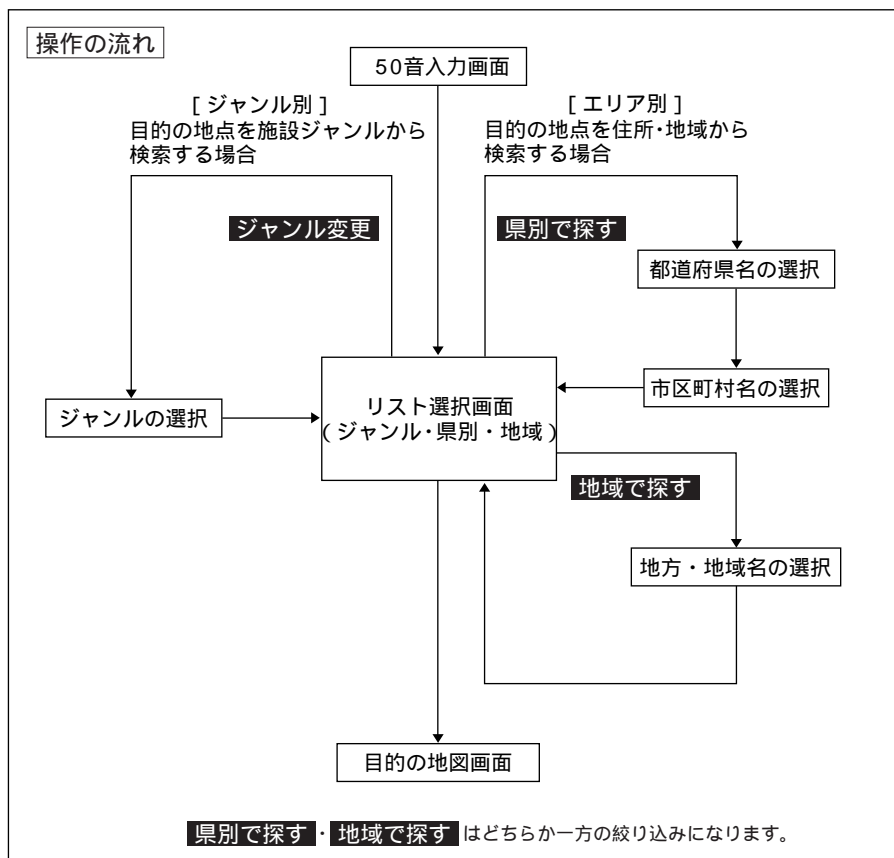 操作の流れ
50音入力画面
[ ジャンル別 ]
目的の地点を施設ジャンルから
検索する場合
[ エリア別 ]
目的の地点を住所・地域から
検索する場合
ジャンル変更
県別で探す
都道府県名の選択
市区町村名の選択
ジャンルの選択
リスト選択画面
( ジャンル・県別・地域 )
地域で探す
地方・地域名の選択
目的の地図画面
県別で探す・地域で探す はどちらか一方の絞り込みになります。